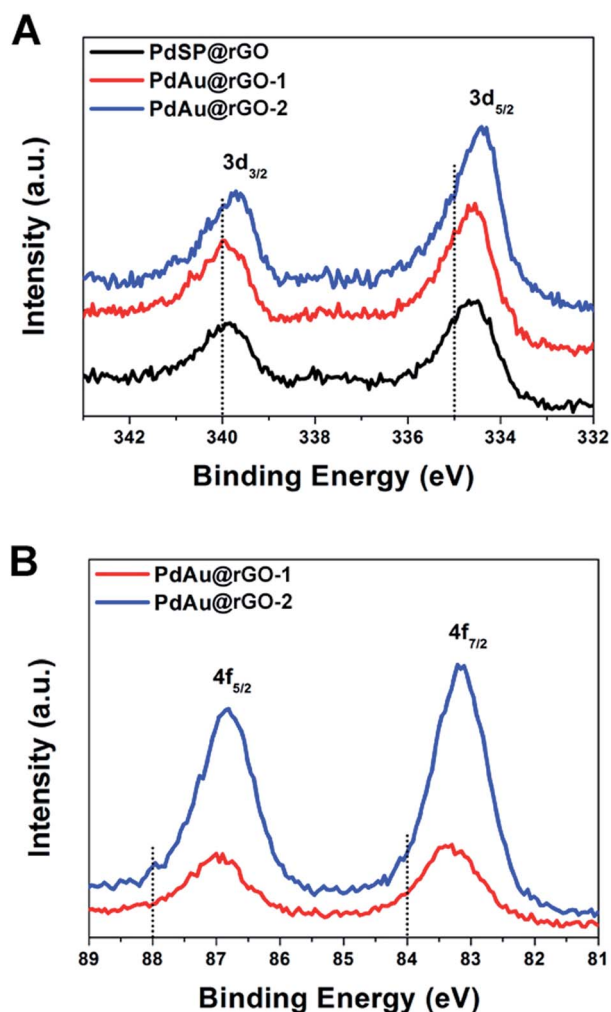 A
PdSP@rGO
PdAu@rGO-1
PdAu@rGO-2
3d5/2
3d3/2
Intensity (a.u.)
342 340 338 336 334 332
Binding Energy (eV)
B
PdAu@rGO-1
PdAu@rGO-2
4f7/2
4f5/2
Intensity (a.u.)
89 88 87 86 85 84 83 82 81
Binding Energy (eV)